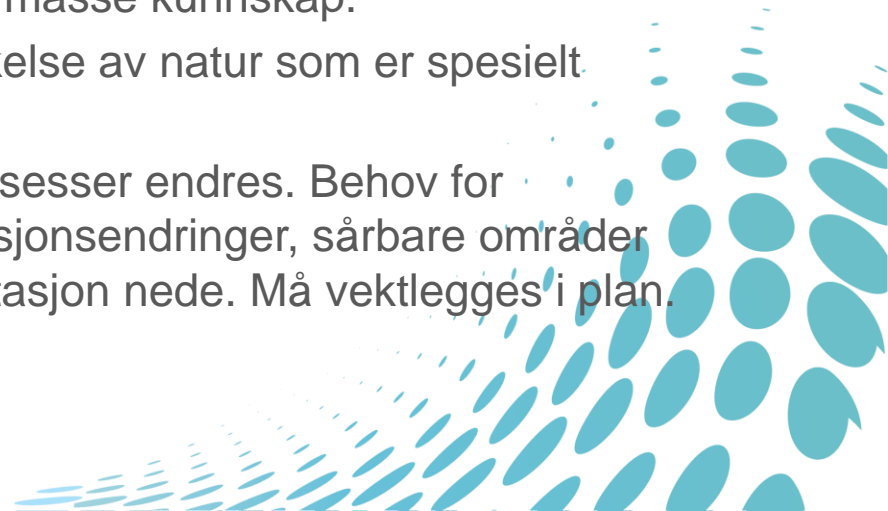 masse kunnskap.
kelse av natur som er spesielt
sesser endres. Behov for
sjonsendringer, sårbare områder
tasjon nede. Må vektlegges i plan.